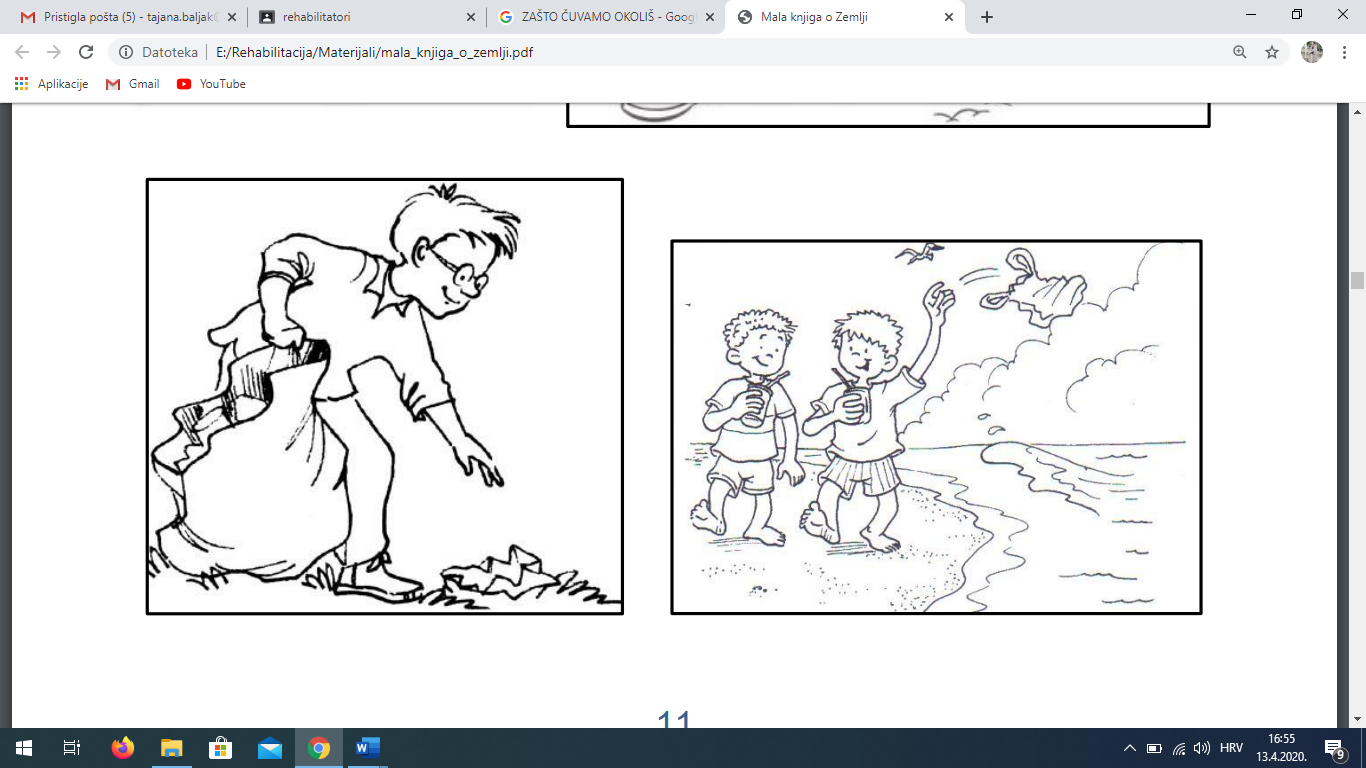 Pristigla pošta (5) - tajana.baljak@
rehabilitatori
ZAŠTO ČUVAMO OKOLIŠ - Goog
Mala knjiga o Zemlji
Datoteka
E:/Rehabilitacija/Materijali/mala_knjiga_o_zemlji.pdf
Aplikacije
Gmail
YouTube
11
HRV
16:55
13.4.2020.
9